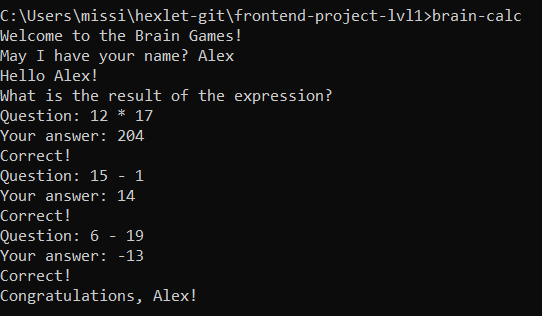 C:\Users\missi\hexlet-git\frontend-project-lvl1>brain-calc
Welcome to the Brain Games!
May I have your name? Alex
Hello Alex!
What is the result of the expression?
Question: 12 * 17
Your answer: 204
Correct!
Question: 15 - 1
Your answer: 14
Correct!
Question: 6 - 19
Your answer: -13
Correct!
Congratulations, Alex!